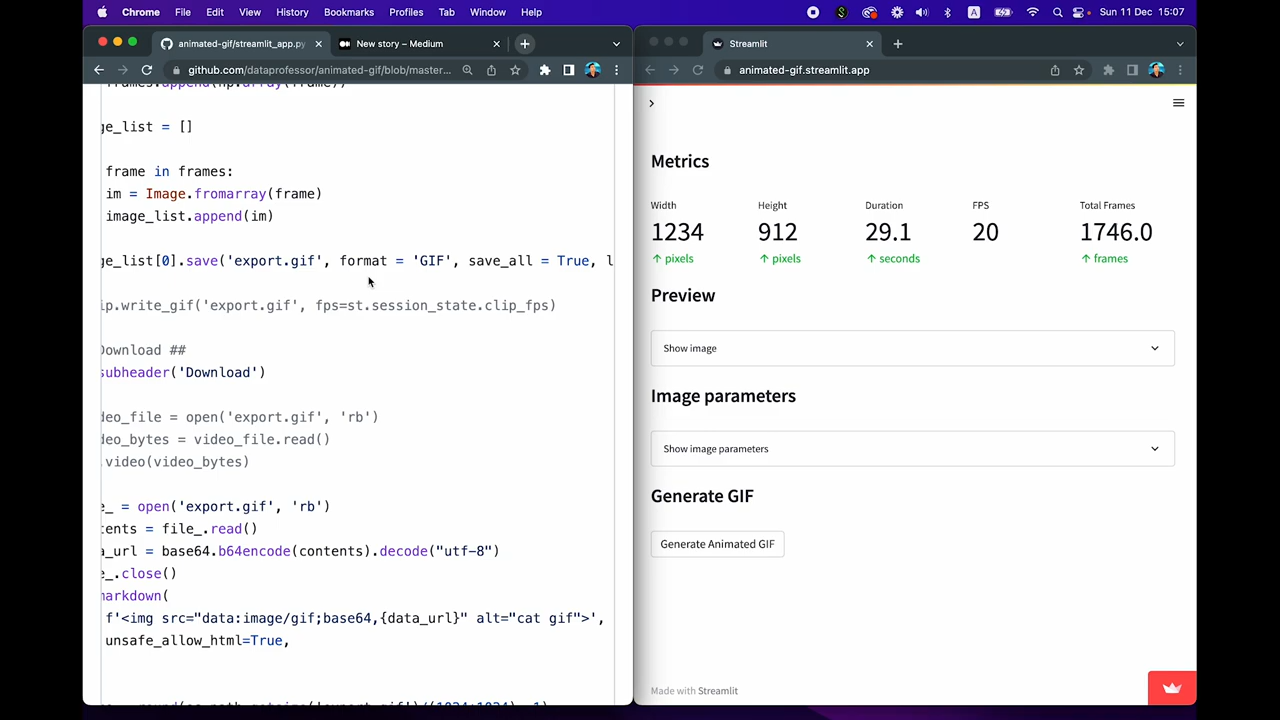 Chrome File Edit View History Bookmarks Profiles Tab Window Help
A
Sun 11 Dec 15:07
animated-gif/streamlit_app.py
New story – Medium
github.com/dataprofessor/animated-gif/blob/master...
frames.append(np.array(frame))
ge_list = []
frame in frames:
im = Image.fromarray(frame)
image_list.append(im)
ge_list[0].save('export.gif', format = 'GIF', save_all = True, l
ip.write_gif('export.gif', fps=st.session_state.clip_fps)
Download ##
subheader('Download')
deo_file = open('export.gif', 'rb')
deo_bytes = video_file.read()
.video(video_bytes)
e_ = open('export.gif', 'rb')
tents = file_.read()
a_url = base64.b64encode(contents).decode("utf-8")
e_.close()
markdown(
f'<img src="data:image/gif;base64,{data_url}" alt="cat gif">',
unsafe_allow_html=True,
Streamlit
animated-gif.streamlit.app
Metrics
Width Height Duration FPS Total Frames
1234 912 29.1 20 1746.0
↑ pixels ↑ pixels ↑ seconds ↑ frames
Preview
Show image
Image parameters
Show image parameters
Generate GIF
Generate Animated GIF
Made with Streamlit